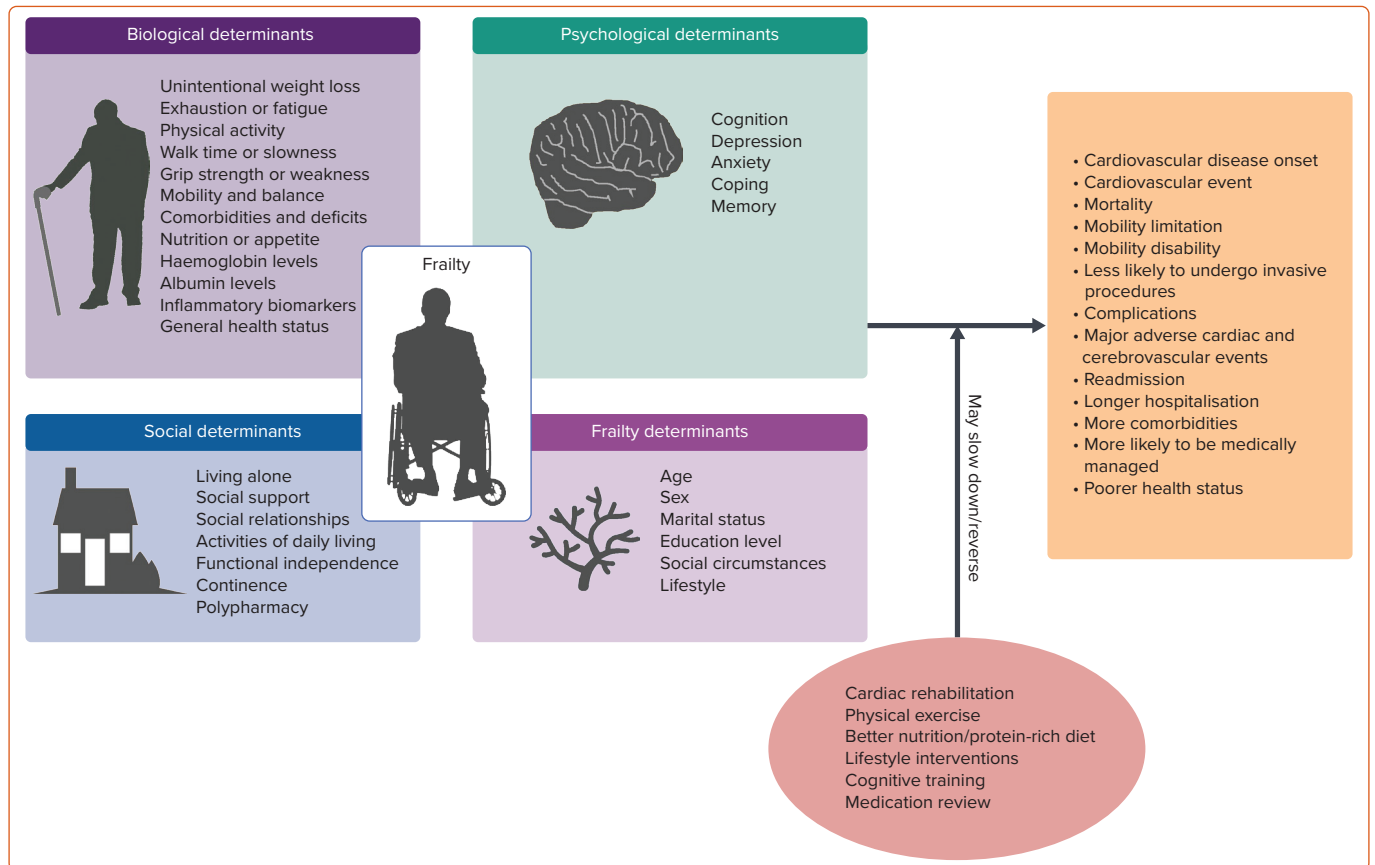 Biological determinants
Unintentional weight loss
Exhaustion or fatigue
Physical activity
Walk time or slowness
Grip strength or weakness
Mobility and balance
Comorbidities and deficits
Nutrition or appetite
Haemoglobin levels
Albumin levels
Inflammatory biomarkers
General health status
Psychological determinants
Cognition
Depression
Anxiety
Coping
Memory
Frailty
Social determinants
Living alone
Social support
Social relationships
Activities of daily living
Functional independence
Continence
Polypharmacy
Frailty determinants
Age
Sex
Marital status
Education level
Social circumstances
Lifestyle
• Cardiovascular disease onset
• Cardiovascular event
• Mortality
• Mobility limitation
• Mobility disability
• Less likely to undergo invasive
procedures
• Complications
• Major adverse cardiac and
cerebrovascular events
• Readmission
• Longer hospitalisation
• More comorbidities
• More likely to be medically
managed
• Poorer health status
May slow down/reverse
Cardiac rehabilitation
Physical exercise
Better nutrition/protein-rich diet
Lifestyle interventions
Cognitive training
Medication review